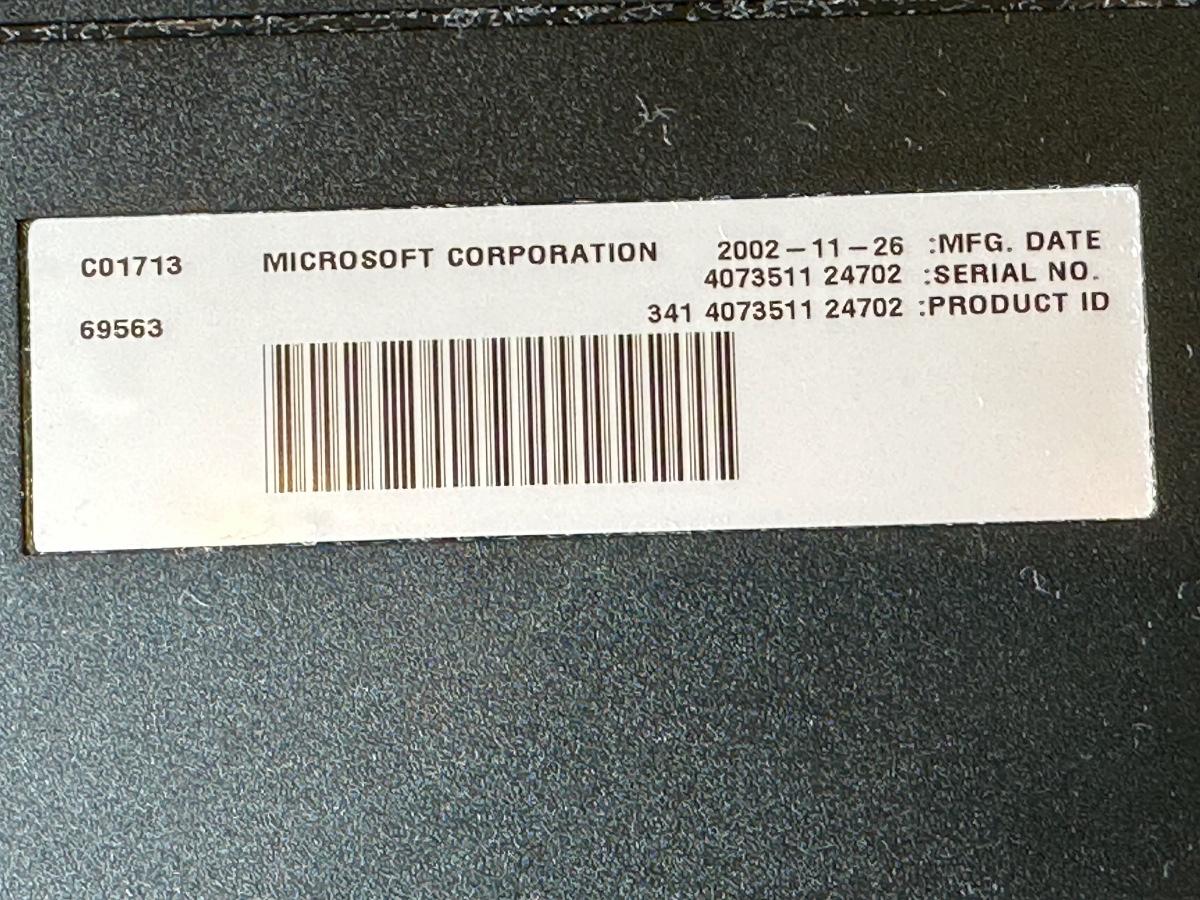 C01713 MICROSOFT CORPORATION 2002-11-26 :MFG. DATE
4073511 24702 :SERIAL NO.
69563 341 4073511 24702 :PRODUCT ID